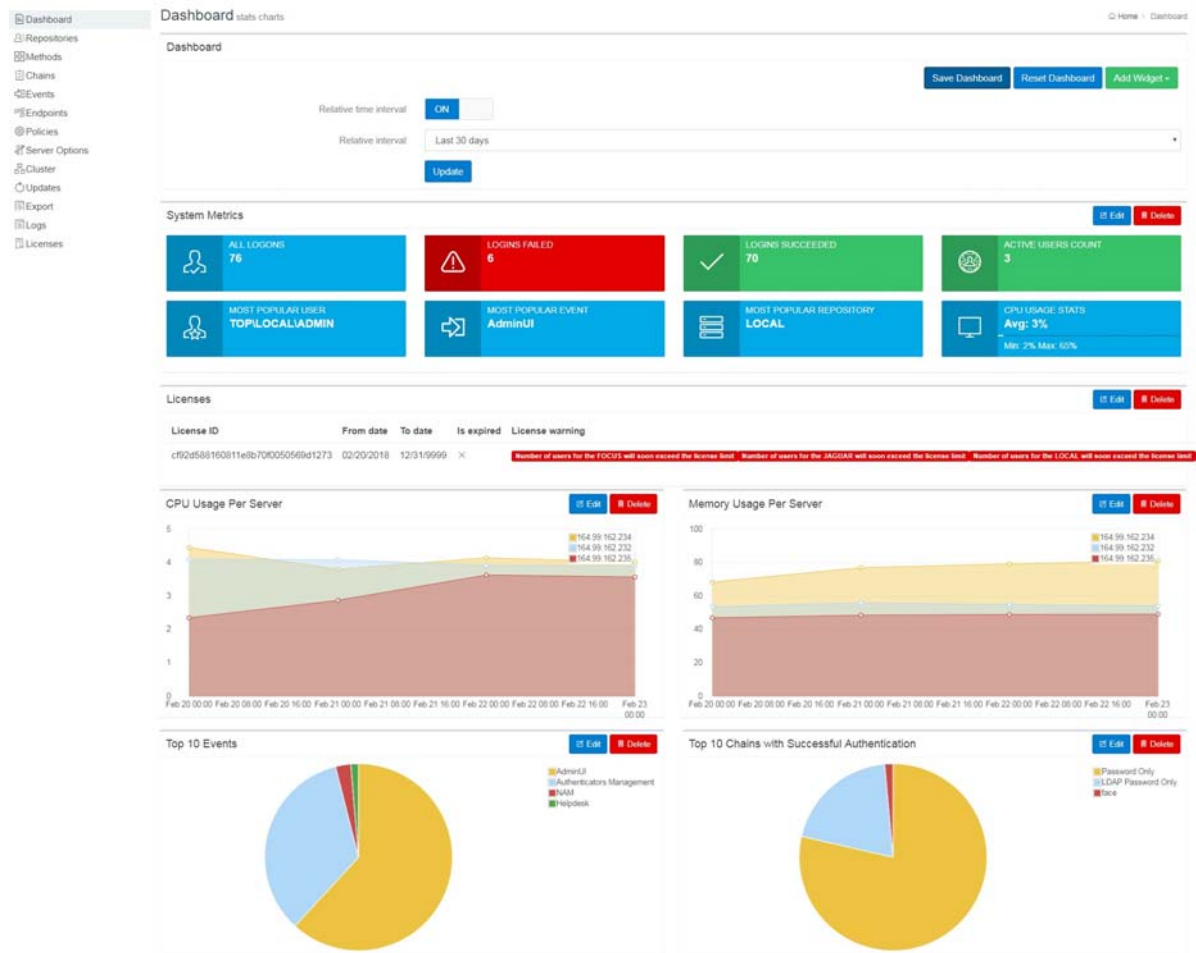 Dashboard
Repositories
Methods
Chains
Events
Endpoints
Policies
Server Options
Cluster
Updates
Export
Logs
Licenses
Dashboard stats charts
Home > Dashboard
Dashboard
Save Dashboard Reset Dashboard Add Widget
Relative time interval ON
Relative interval Last 30 days
Update
System Metrics Edit Delete
ALL LOGONS
76
LOGINS FAILED
6
LOGINS SUCCEEDED
70
ACTIVE USERS COUNT
3
MOST POPULAR USER
TOP\LOCAL\ADMIN
MOST POPULAR EVENT
AdminUI
MOST POPULAR REPOSITORY
LOCAL
CPU USAGE STATS
Avg: 3%
Min: 2% Max: 65%
Licenses Edit Delete
License ID From date To date Is expired License warning
cf92d588160811e8b70f0050569d1273 02/20/2018 12/31/9999 Number of users for the FOCUS will soon exceed the license limit Number of users for the JAGUAR will soon exceed the license limit Number of users for the LOCAL will soon exceed the license limit
CPU Usage Per Server Edit Delete
164.99.162.234
164.99.162.232
164.99.162.235
5
4
3
2
1
0
Feb 20 00:00 Feb 20 08:00 Feb 20 16:00 Feb 21 00:00 Feb 21 08:00 Feb 21 16:00 Feb 22 00:00 Feb 22 08:00 Feb 22 16:00 Feb 23 00:00
Memory Usage Per Server Edit Delete
164.99.162.234
164.99.162.232
164.99.162.235
100
80
60
40
20
0
Feb 20 00:00 Feb 20 08:00 Feb 20 16:00 Feb 21 00:00 Feb 21 08:00 Feb 21 16:00 Feb 22 00:00 Feb 22 08:00 Feb 22 16:00 Feb 23 00:00
Top 10 Events Edit Delete
AdminUI
Authenticators Management
NAM
Helpdesk
Top 10 Chains with Successful Authentication Edit Delete
Password Only
LDAP Password Only
face